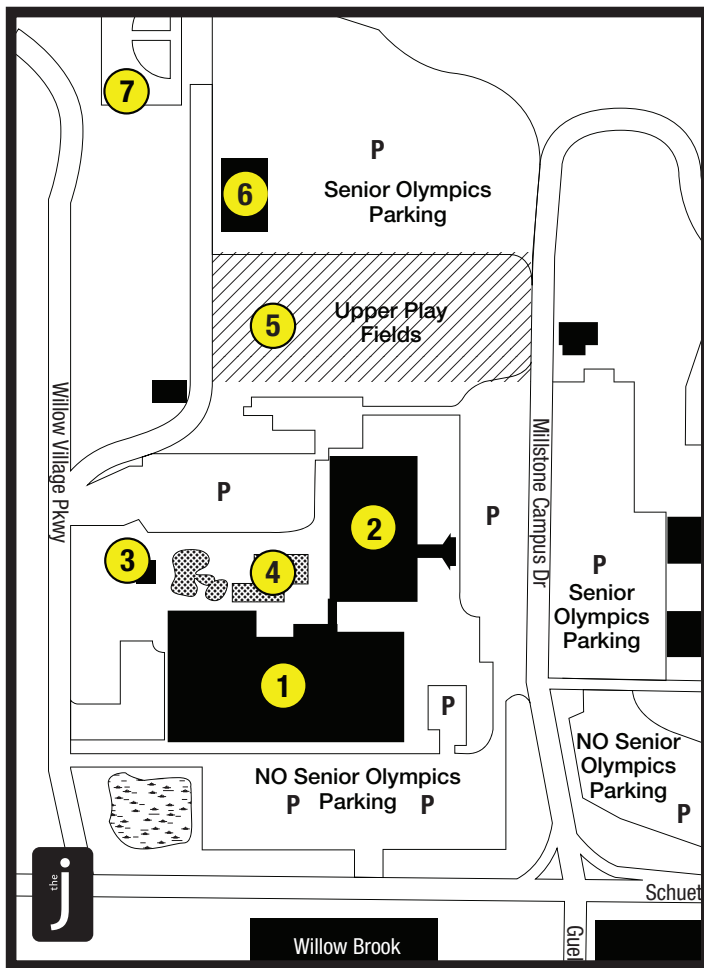 7
P
6
Senior Olympics
Parking
5
Upper Play
Fields
Willow Village Pkwy
Millstone Campus Dr
P
2
P
3
4
P
Senior
Olympics
Parking
1
P
NO Senior Olympics
Parking
P
P
NO Senior
Olympics
Parking
P
the
j
Schuet
Guel
Willow Brook